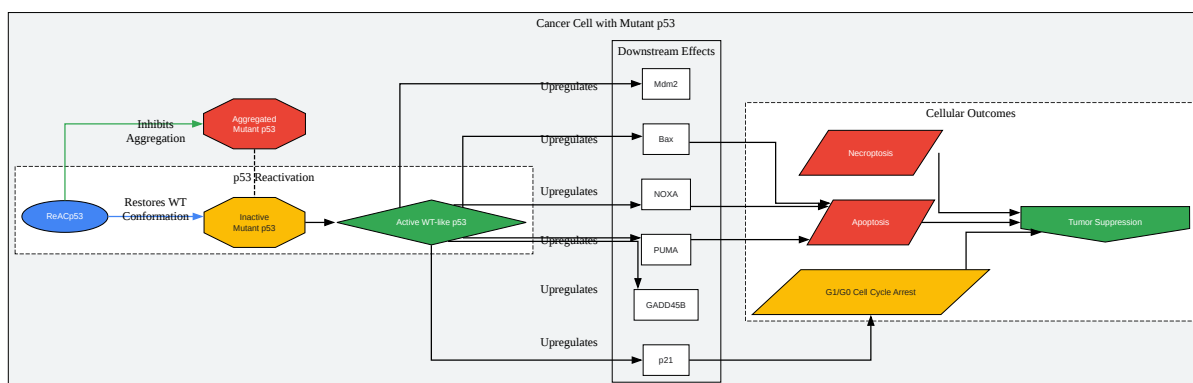 Cancer Cell with Mutant p53
Downstream Effects
Upregulates
Mdm2
Inhibits
Aggregation
Aggregated
Mutant p53
Upregulates
Bax
Cellular Outcomes
Necroptosis
p53 Reactivation
Upregulates
NOXA
ReACp53
Restores WT
Conformation
Inactive
Mutant p53
Active WT-like p53
Apoptosis
Tumor Suppression
Upregulates
PUMA
Upregulates
GADD45B
G1/G0 Cell Cycle Arrest
Upregulates
p21